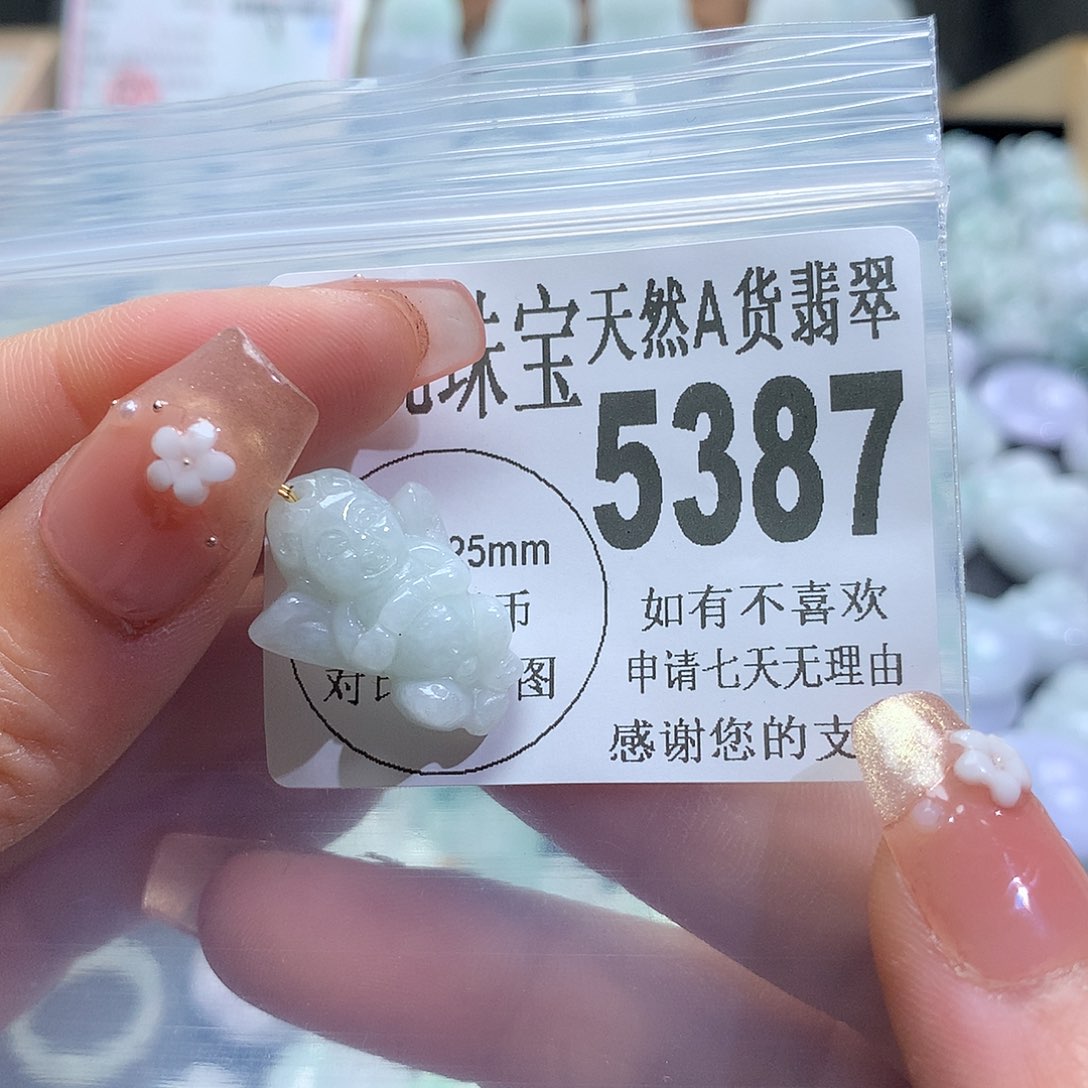 珠宝天然A货翡翠
5387
25mm
币
对比图
如有不喜欢
申请七天无理由
感谢您的支